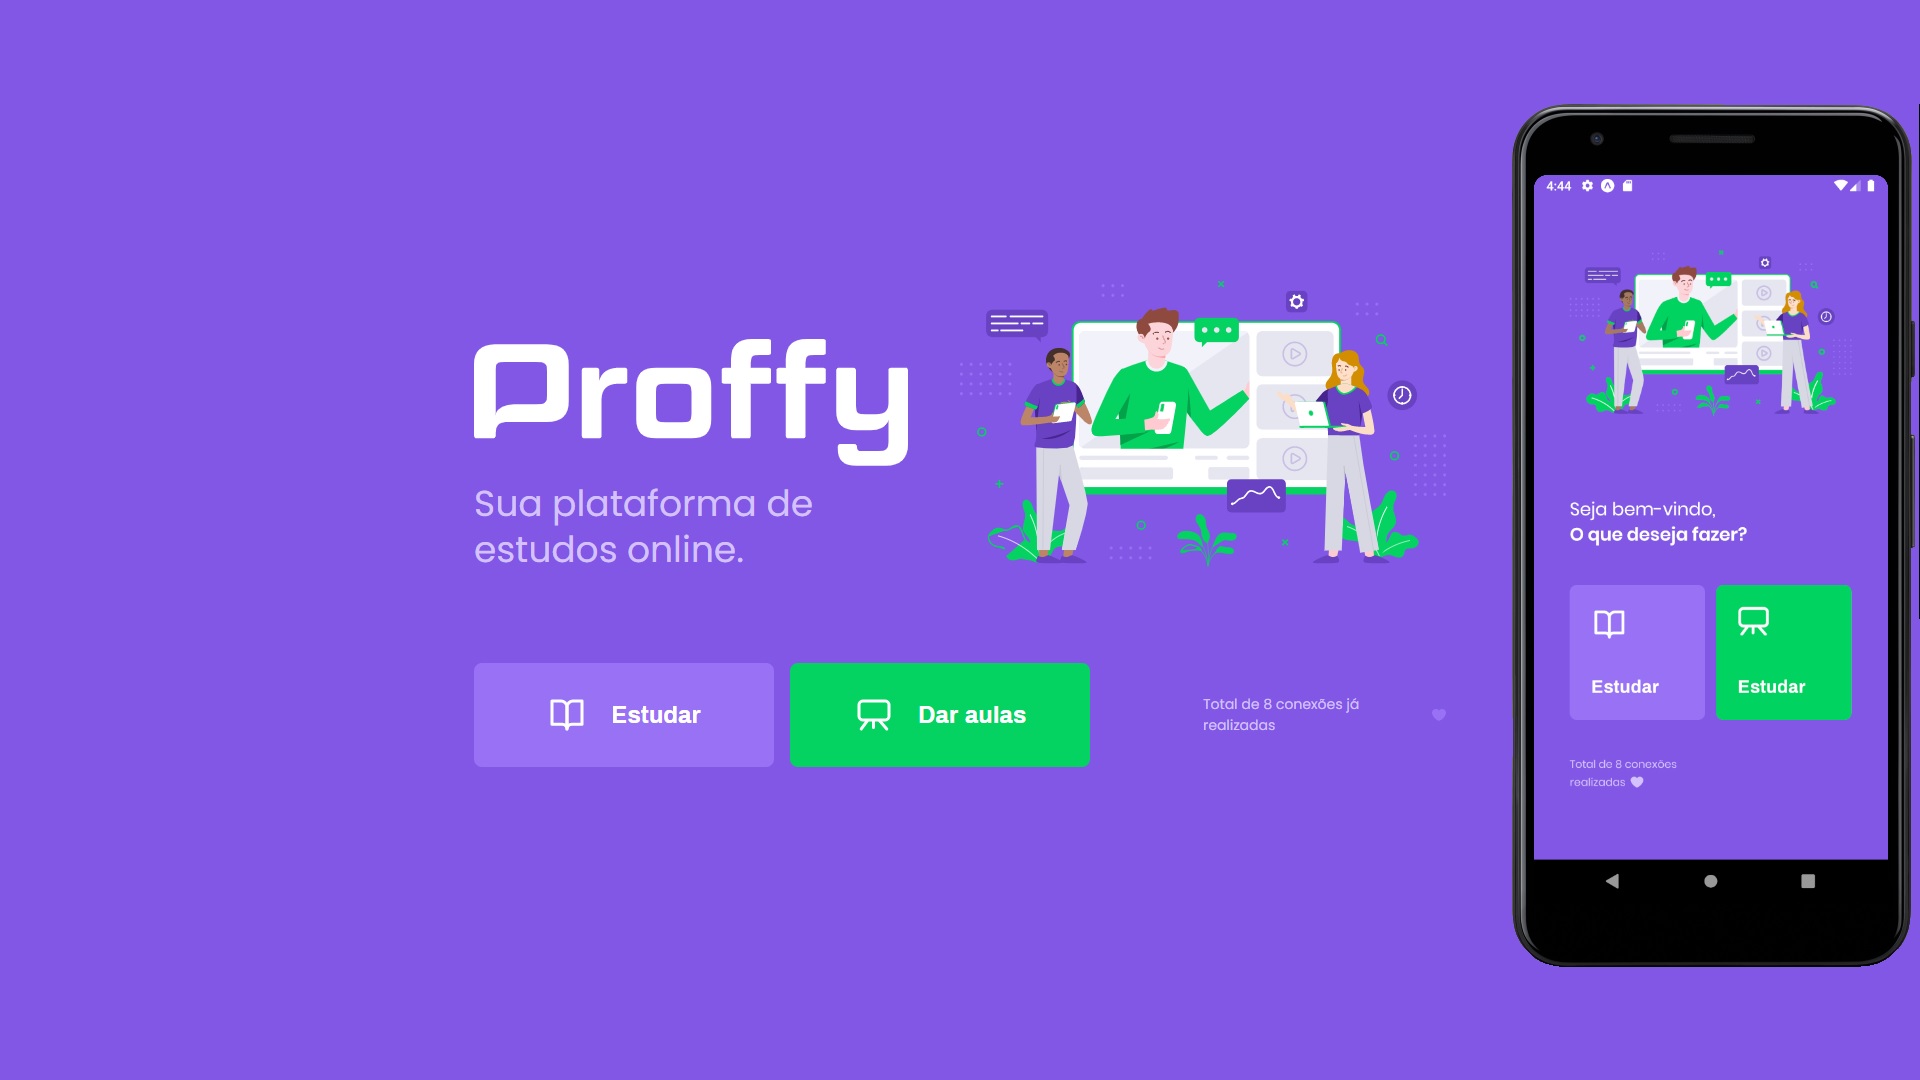 Proffy
Sua plataforma de
estudos online.
Estudar
Dar aulas
Total de 8 conexões já
realizadas
4:44
Seja bem-vindo,
O que deseja fazer?
Estudar
Estudar
Total de 8 conexões
realizadas